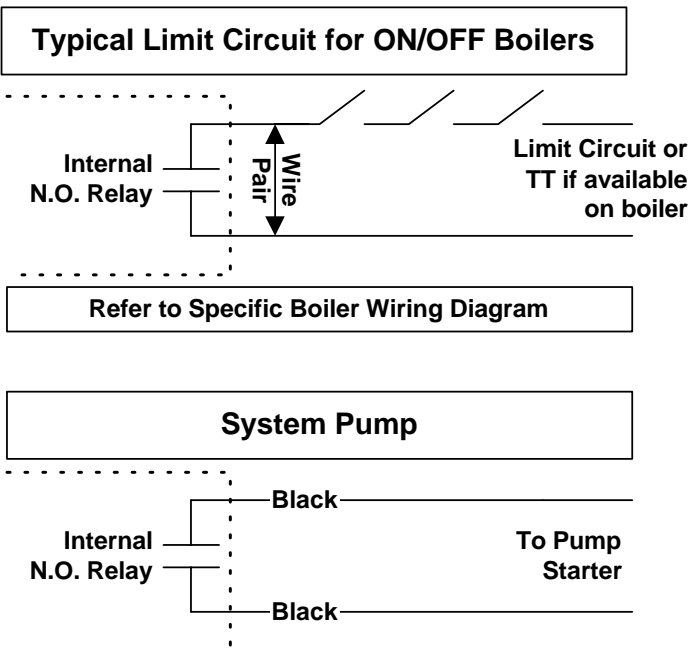 Typical Limit Circuit for ON/OFF Boilers
Internal
N.O. Relay
Wire
Pair
Limit Circuit or
TT if available
on boiler
Refer to Specific Boiler Wiring Diagram
System Pump
Black
Internal
N.O. Relay
To Pump
Starter
Black